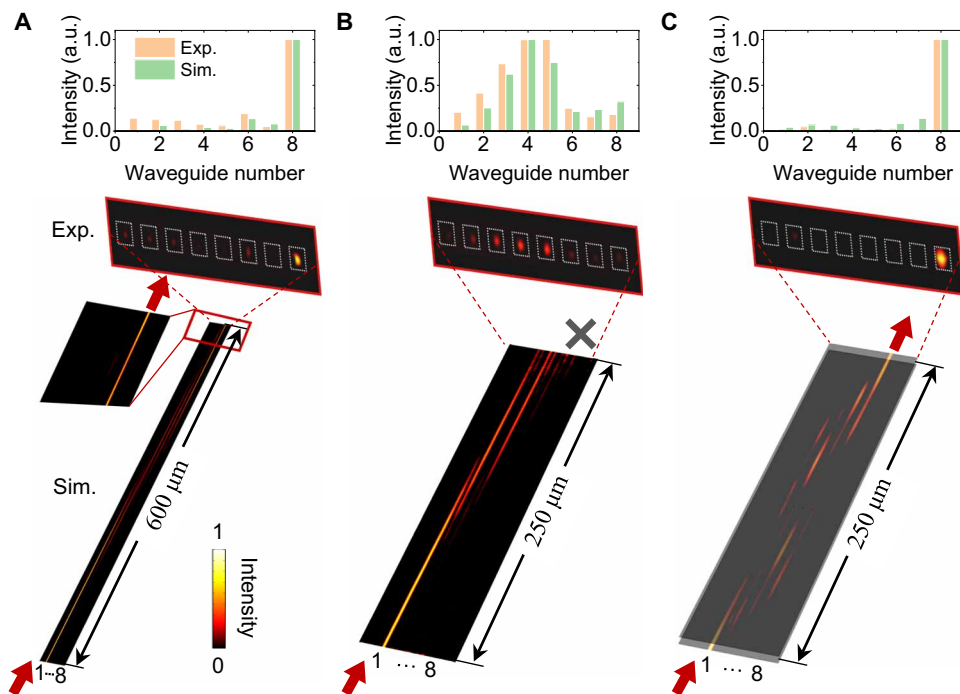 A
Intensity (a.u.)
1.0
0.5
0.0
Exp.
Sim.
0 2 4 6 8
Waveguide number
B
Intensity (a.u.)
1.0
0.5
0.0
0 2 4 6 8
Waveguide number
C
Intensity (a.u.)
1.0
0.5
0.0
0 2 4 6 8
Waveguide number
Exp.
Sim.
600 μm
1
Intensity
0
1...8
250 μm
1 ... 8
250 μm
1 ... 8